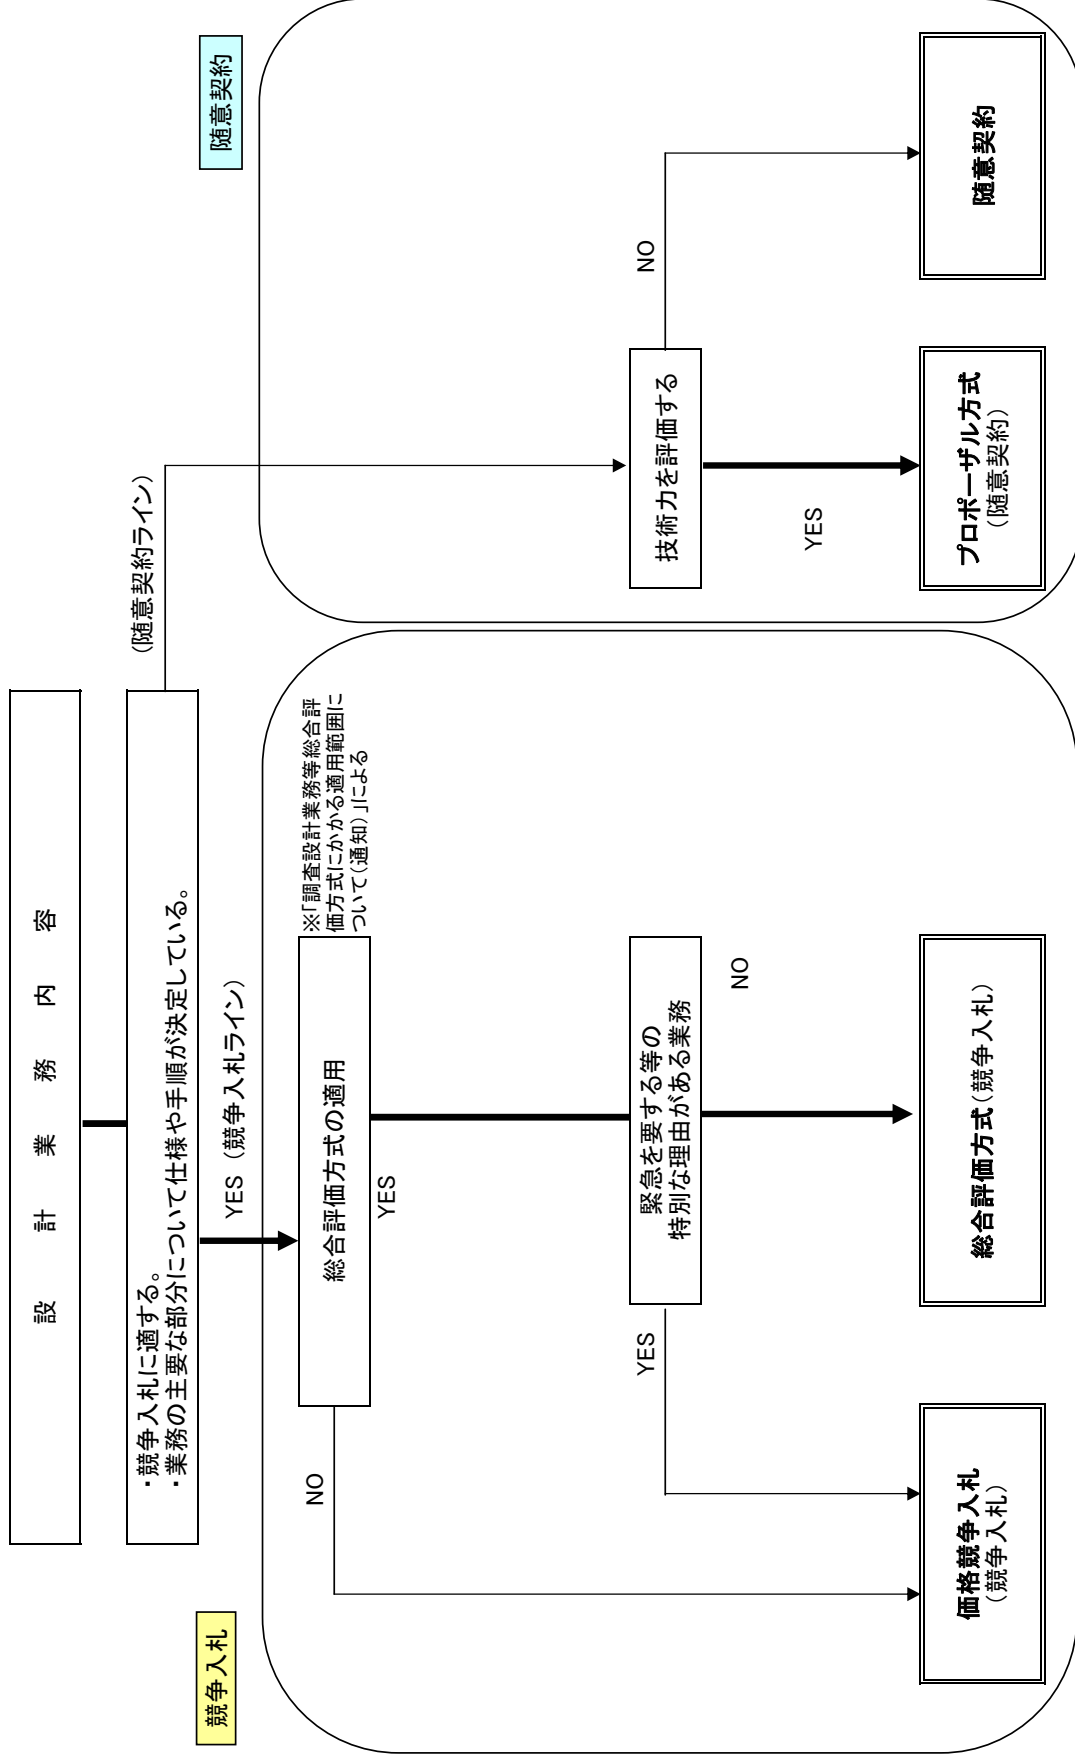 設計業務内容
・競争入札に適する。
・業務の主要な部分について仕様や手順が決定している。
(随意契約ライン)
競争入札
YES（競争入札ライン）
随意契約
総合評価方式の適用
※「調査設計業務等総合評
価方式にかかる適用範囲に
ついて(通知)」による
NO
YES
緊急を要する等の
特別な理由がある業務
YES
NO
技術力を評価する
NO
YES
価格競争入札
（競争入札）
総合評価方式(競争入札)
プロポーザル方式
（随意契約）
随意契約